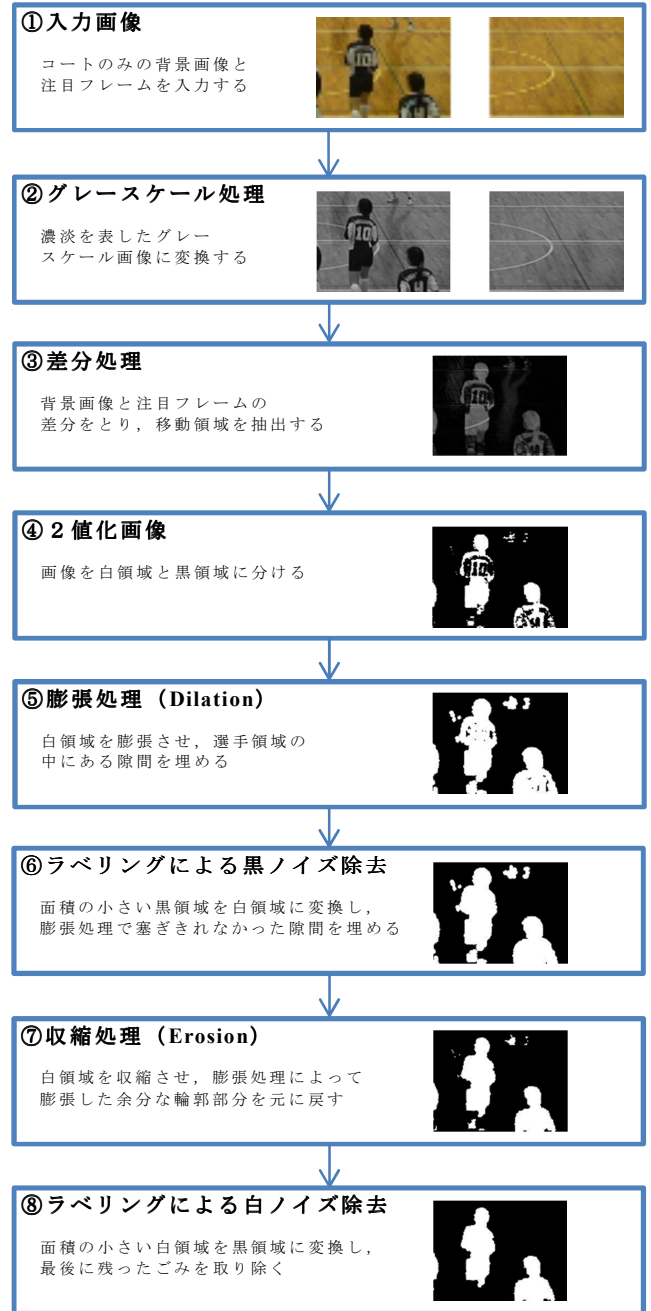 ①入力画像
コートのみの背景画像と
注目フレームを入力する
10
②グレースケール処理
濃淡を表したグレー
スケール画像に変換する
10
③差分処理
背景画像と注目フレームの
差分をとり，移動領域を抽出する
10
④２値化画像
画像を白領域と黒領域に分ける
10
⑤膨張処理（Dilation）
白領域を膨張させ，選手領域の
中にある隙間を埋める
⑥ラベリングによる黒ノイズ除去
面積の小さい黒領域を白領域に変換し，
膨張処理で塞ぎきれなかった隙間を埋める
⑦収縮処理（Erosion）
白領域を収縮させ，膨張処理によって
膨張した余分な輪郭部分を元に戻す
⑧ラベリングによる白ノイズ除去
面積の小さい白領域を黒領域に変換し，
最後に残ったごみを取り除く